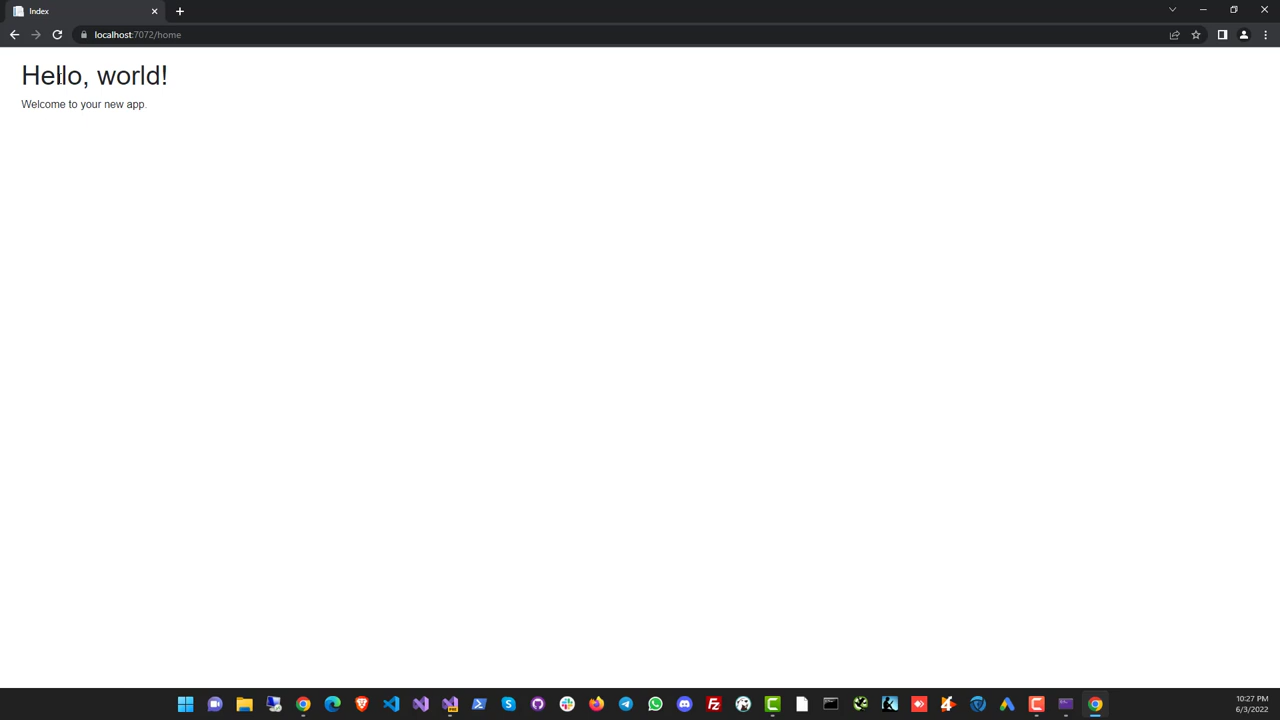 Index
localhost:7072/home
Hello, world!
Welcome to your new app.
10:27 PM
6/3/2022